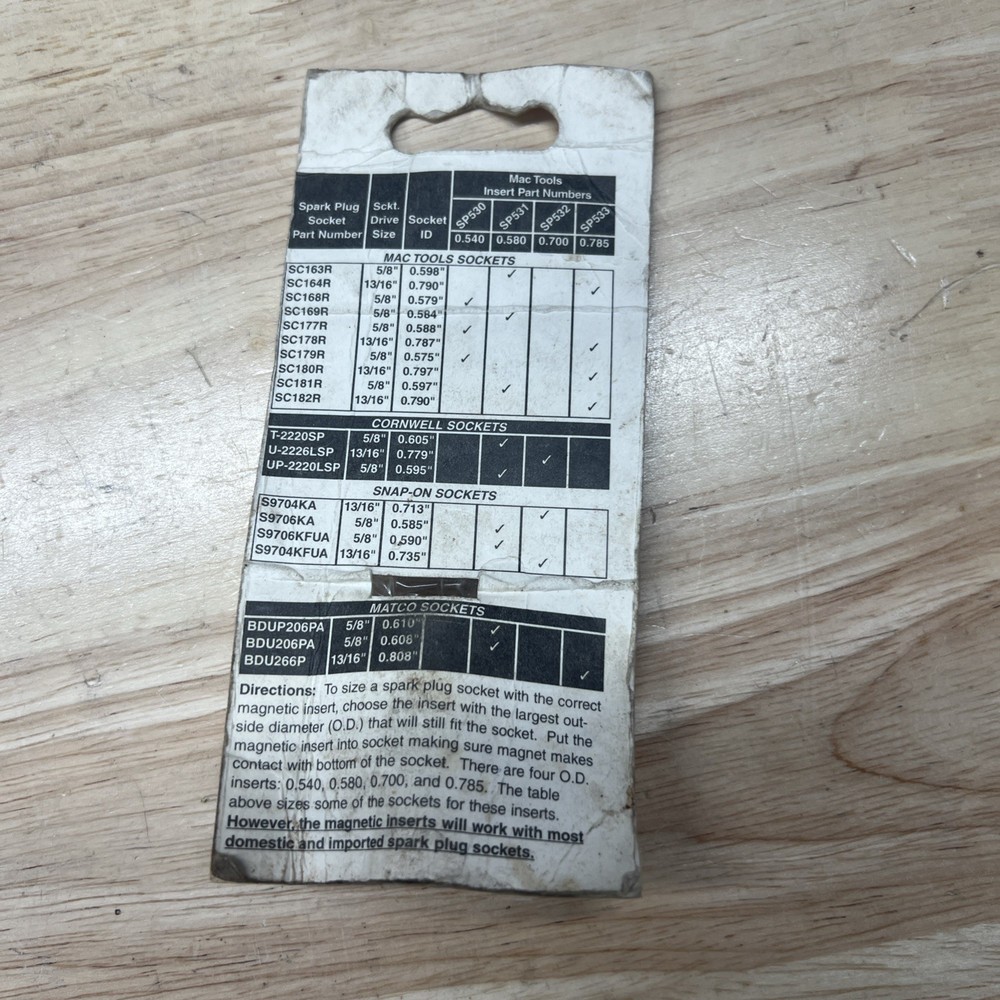 Mac Tools
Insert Part Numbers
Spark Plug Socket Part Number Sckt. Drive Size Socket ID SP530 SP531 SP532 SP533
0.540 0.580 0.700 0.785
MAC TOOLS SOCKETS
SC163R 5/8" 0.598" ✓
SC164R 13/16" 0.790" ✓
SC168R 5/8" 0.579" ✓
SC169R 5/8" 0.584" ✓
SC177R 5/8" 0.588" ✓
SC178R 13/16" 0.787" ✓
SC179R 5/8" 0.575" ✓
SC180R 13/16" 0.797" ✓
SC181R 5/8" 0.597" ✓
SC182R 13/16" 0.790" ✓
CORNWELL SOCKETS
T-2220SP 5/8" 0.605" ✓
U-2226LSP 13/16" 0.779" ✓
UP-2220LSP 5/8" 0.595" ✓
SNAP-ON SOCKETS
S9704KA 13/16" 0.713" ✓
S9706KA 5/8" 0.585" ✓
S9706KFUA 5/8" 0.590" ✓
S9704KFUA 13/16" 0.735" ✓
MATCO SOCKETS
BDUP206PA 5/8" 0.610" ✓
BDU206PA 5/8" 0.608" ✓
BDU266P 13/16" 0.808" ✓
Directions: To size a spark plug socket with the correct
magnetic insert, choose the insert with the largest out-
side diameter (O.D.) that will still fit the socket. Put the
magnetic insert into socket making sure magnet makes
contact with bottom of the socket. There are four O.D.
inserts: 0.540, 0.580, 0.700, and 0.785. The table
above sizes some of the sockets for these inserts.
However, the magnetic inserts will work with most
domestic and imported spark plug sockets.